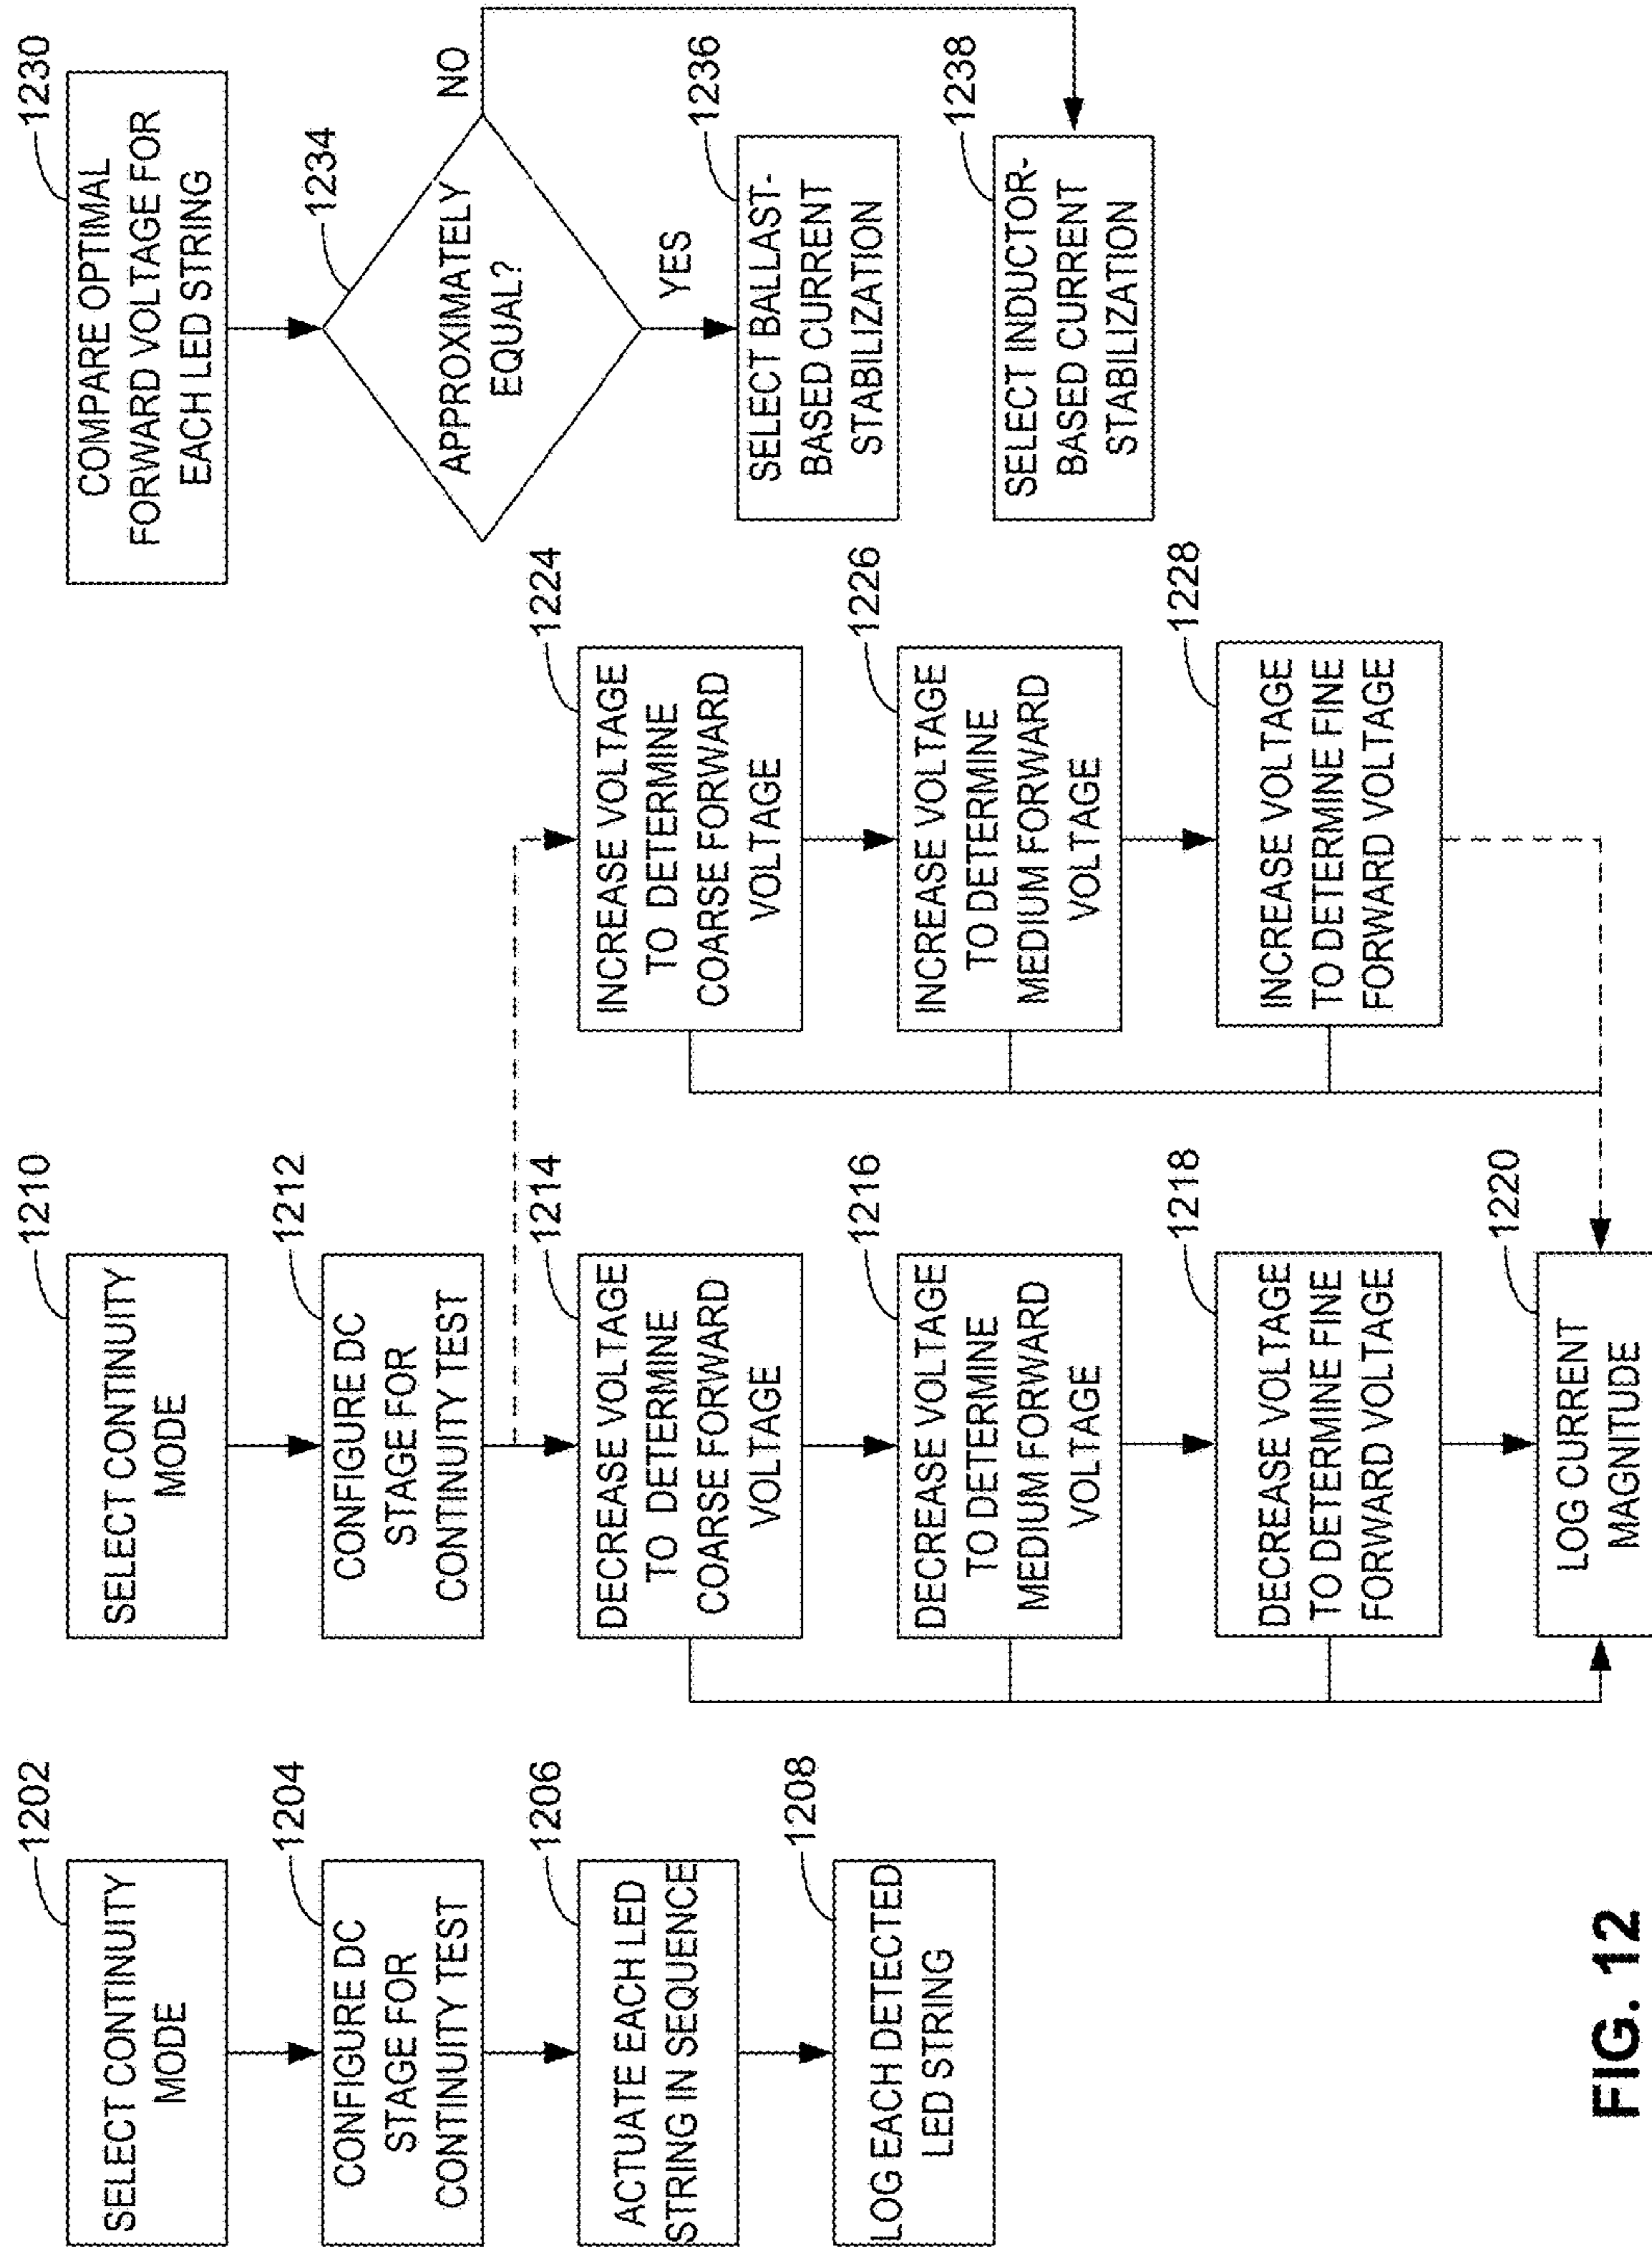 1202
SELECT CONTINUITY
MODE
1204
CONFIGURE DC
STAGE FOR
CONTINUITY TEST
1206
ACTUATE EACH LED
STRING IN SEQUENCE
1208
LOG EACH DETECTED
LED STRING
1210
SELECT CONTINUITY
MODE
1212
CONFIGURE DC
STAGE FOR
CONTINUITY TEST
1214
DECREASE VOLTAGE
TO DETERMINE
COARSE FORWARD
VOLTAGE
1216
DECREASE VOLTAGE
TO DETERMINE
MEDIUM FORWARD
VOLTAGE
1218
DECREASE VOLTAGE
TO DETERMINE FINE
FORWARD VOLTAGE
1220
LOG CURRENT
MAGNITUDE
1224
INCREASE VOLTAGE
TO DETERMINE
COARSE FORWARD
VOLTAGE
1226
INCREASE VOLTAGE
TO DETERMINE
MEDIUM FORWARD
VOLTAGE
1228
INCREASE VOLTAGE
TO DETERMINE FINE
FORWARD VOLTAGE
1230
COMPARE OPTIMAL
FORWARD VOLTAGE FOR
EACH LED STRING
1234
APPROXIMATELY
EQUAL?
NO
YES
1236
SELECT BALLAST-
BASED CURRENT
STABILIZATION
1238
SELECT INDUCTOR-
BASED CURRENT
STABILIZATION
FIG. 12